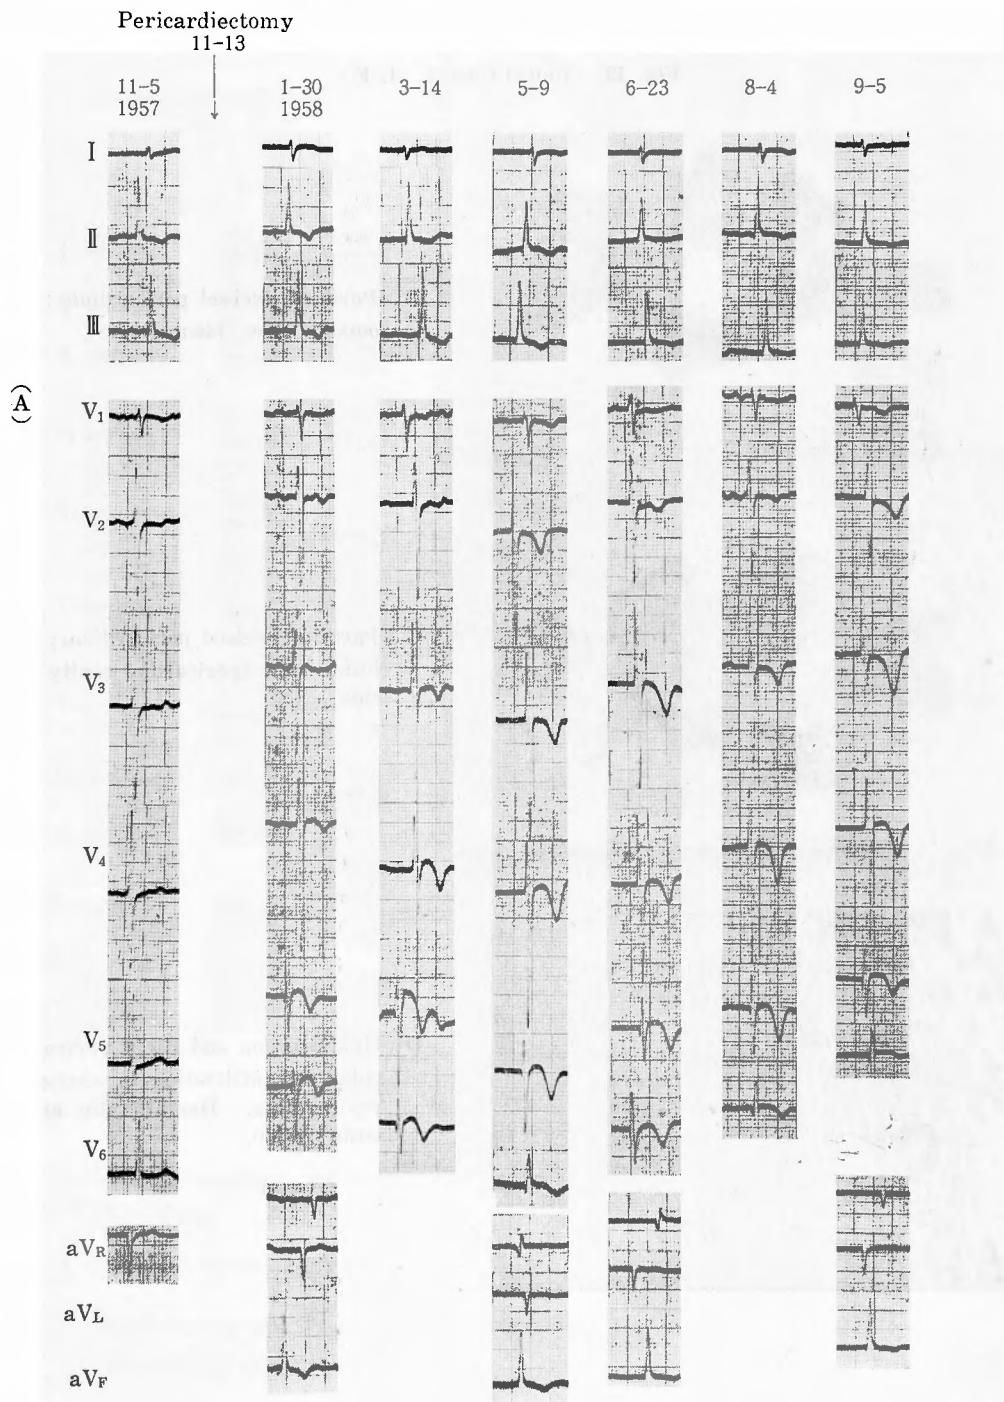 Pericardiectomy
11-13
11-5 1-30 3-14 5-9 6-23 8-4 9-5
1957 1958
I
II
III
(A)
V1
V2
V3
V4
V5
V6
aVR
aVL
aVF